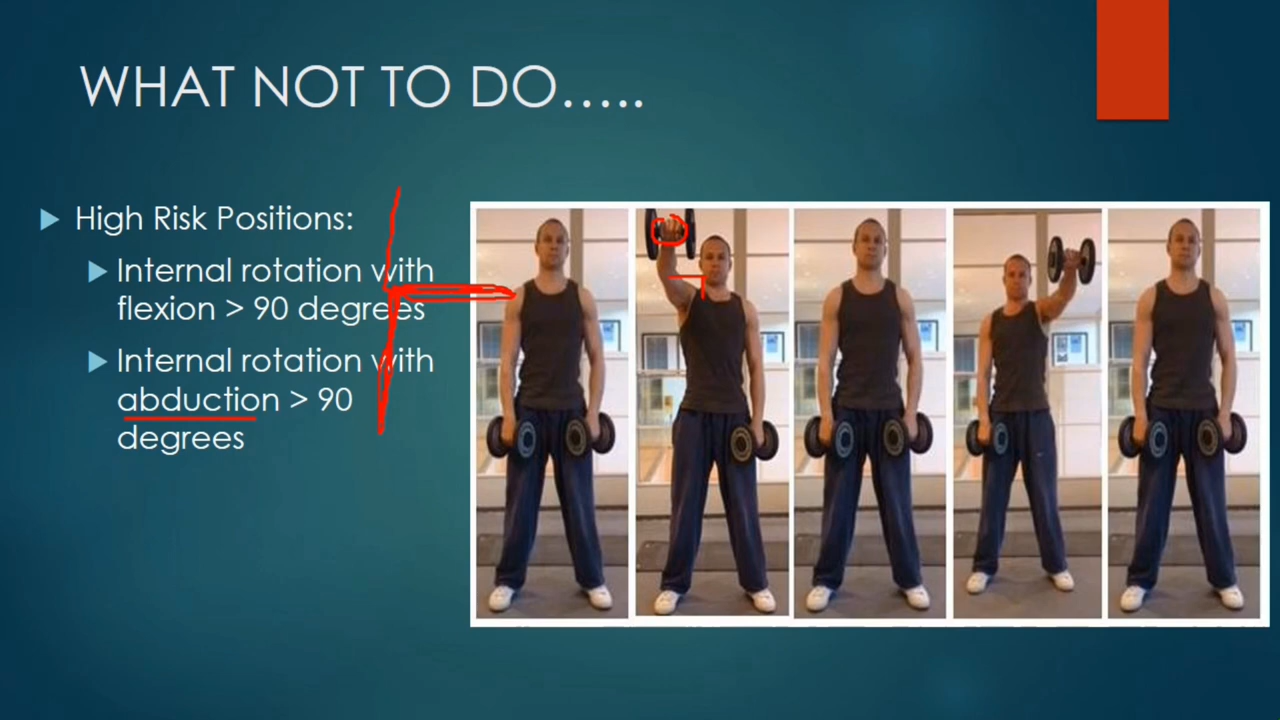 WHAT NOT TO DO.....
High Risk Positions:
Internal rotation with
flexion > 90 degrees
Internal rotation with
abduction > 90
degrees